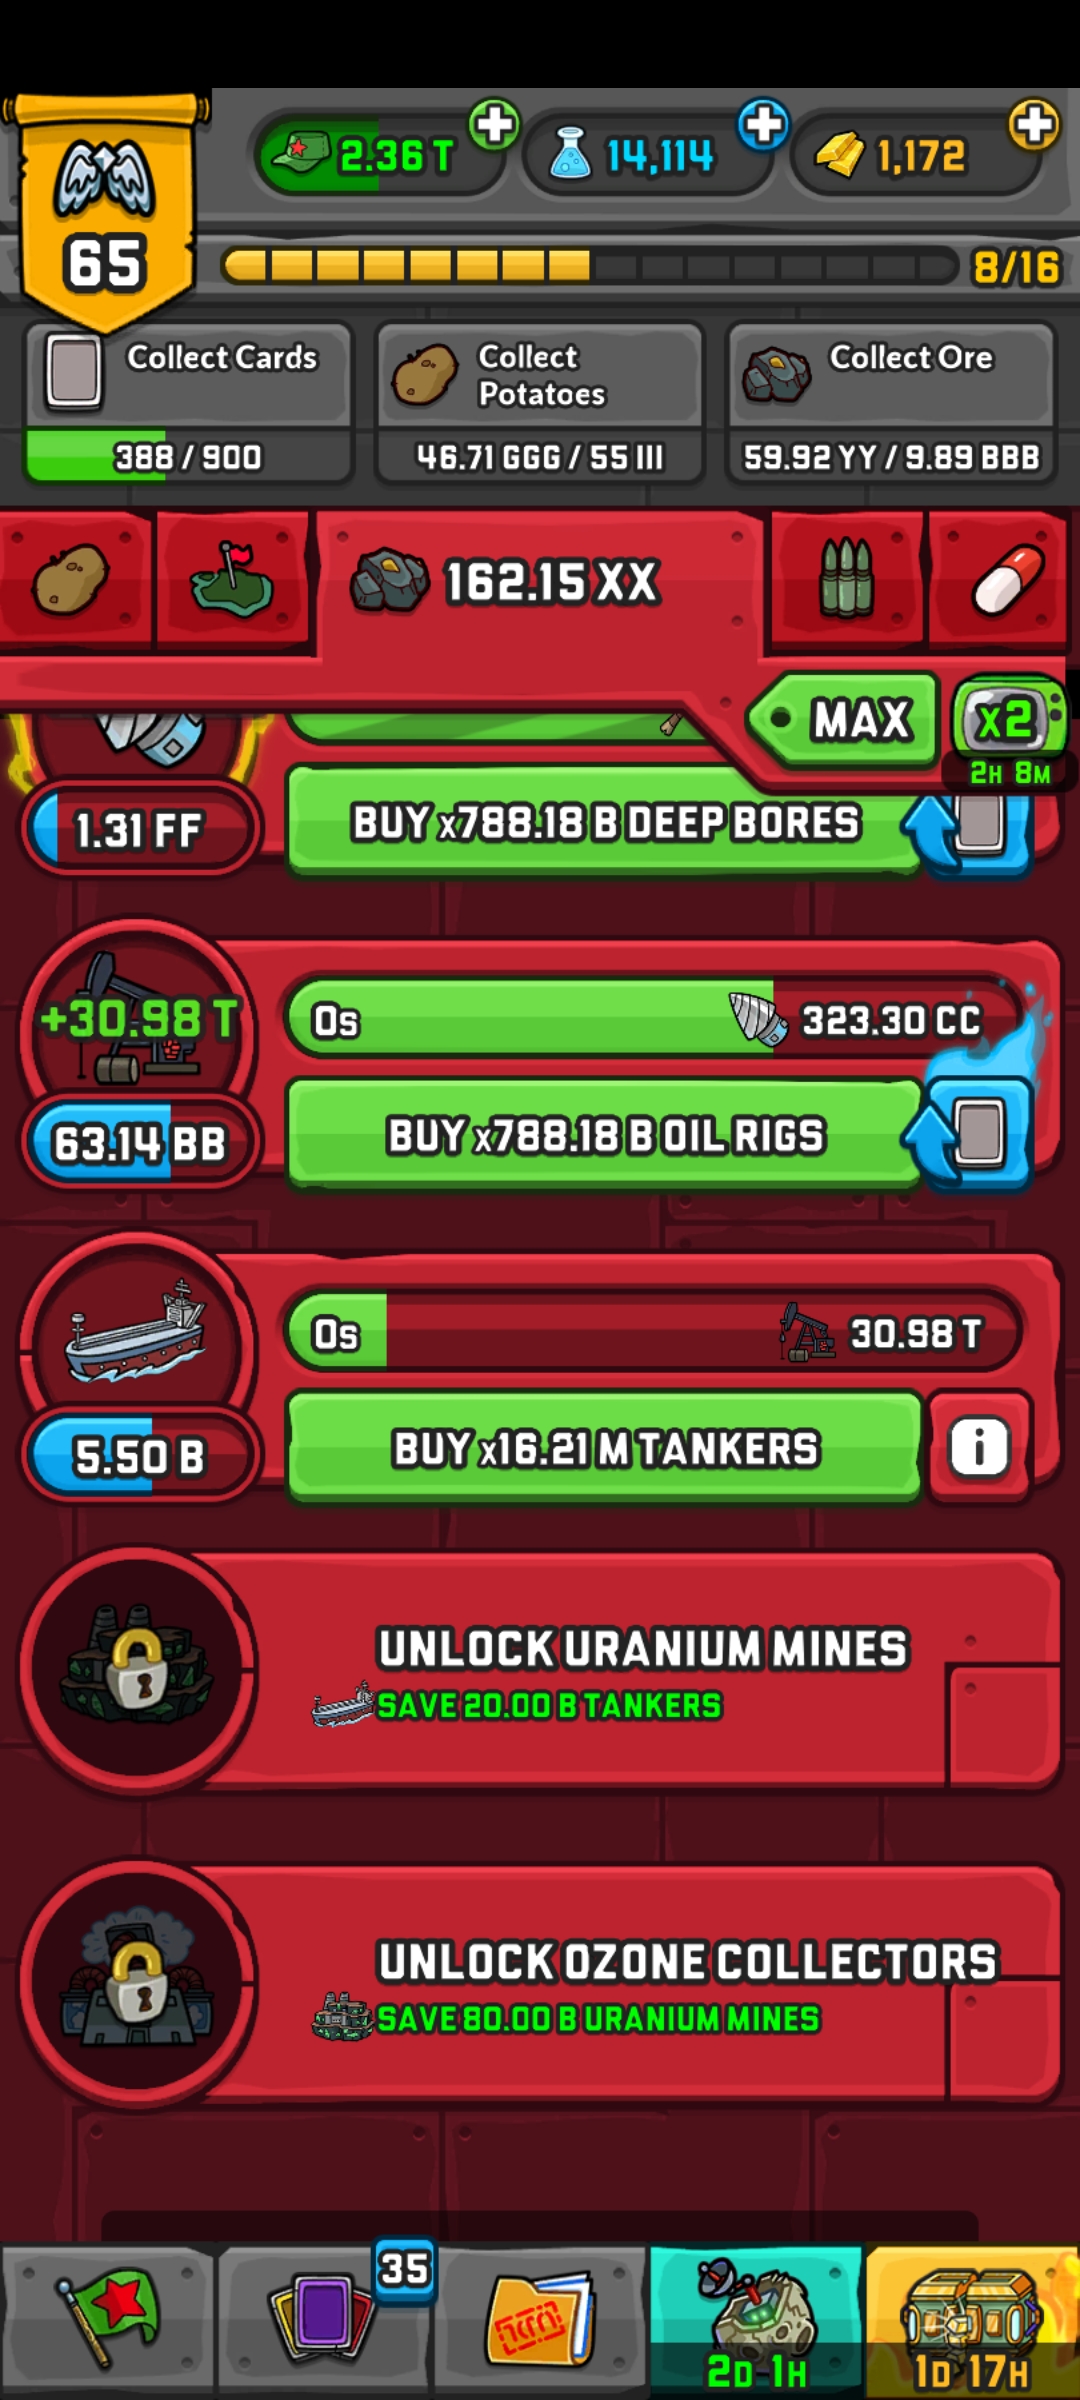 2.36 T
14,114
1,172
65
8/16
Collect Cards
388 / 900
Collect
Potatoes
46.71 GGG / 55 III
Collect Ore
59.92 YY / 9.89 BBB
162.15 XX
MAX
X2
2H 8M
1.31 FF
BUY x788.18 B DEEP BORES
+30.98 T
0s
323.30 CC
63.14 BB
BUY x788.18 B OIL RIGS
0s
30.98 T
5.50 B
BUY x16.21 M TANKERS
i
UNLOCK URANIUM MINES
SAVE 20.00 B TANKERS
UNLOCK OZONE COLLECTORS
SAVE 80.00 B URANIUM MINES
35
2D 1H
1D 17H